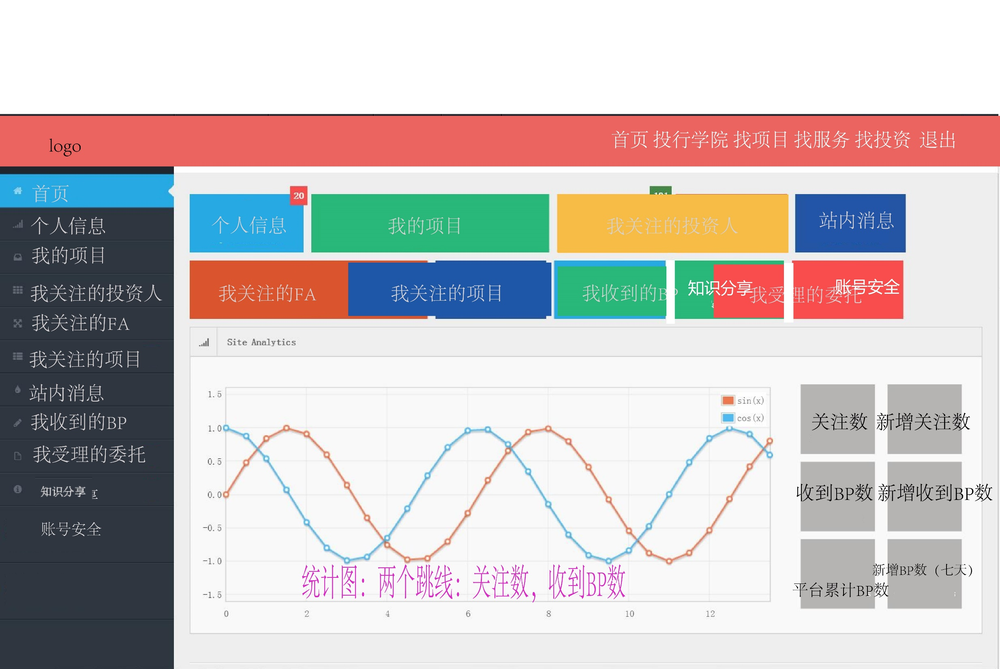 首页 投行学院 找项目 找服务 找投资 退出
logo
首页
个人信息
我的项目
我关注的投资人
我关注的FA
我关注的项目
站内消息
我收到的BP
我受理的委托
知识分享
账号安全
20
个人信息
我的项目
我关注的投资人
站内消息
我关注的FA
我关注的项目
我收到的BP
知识分享
我受理的委托
账号安全
Site Analytics
sin(x)
cos(x)
1.5
1.0
0.5
0.0
-0.5
-1.0
-1.5
0 2 4 6 8 10 12
统计图：两个跳线：关注数，收到BP数
关注数 新增关注数
收到BP数 新增收到BP数
新增BP数（七天）
平台累计BP数